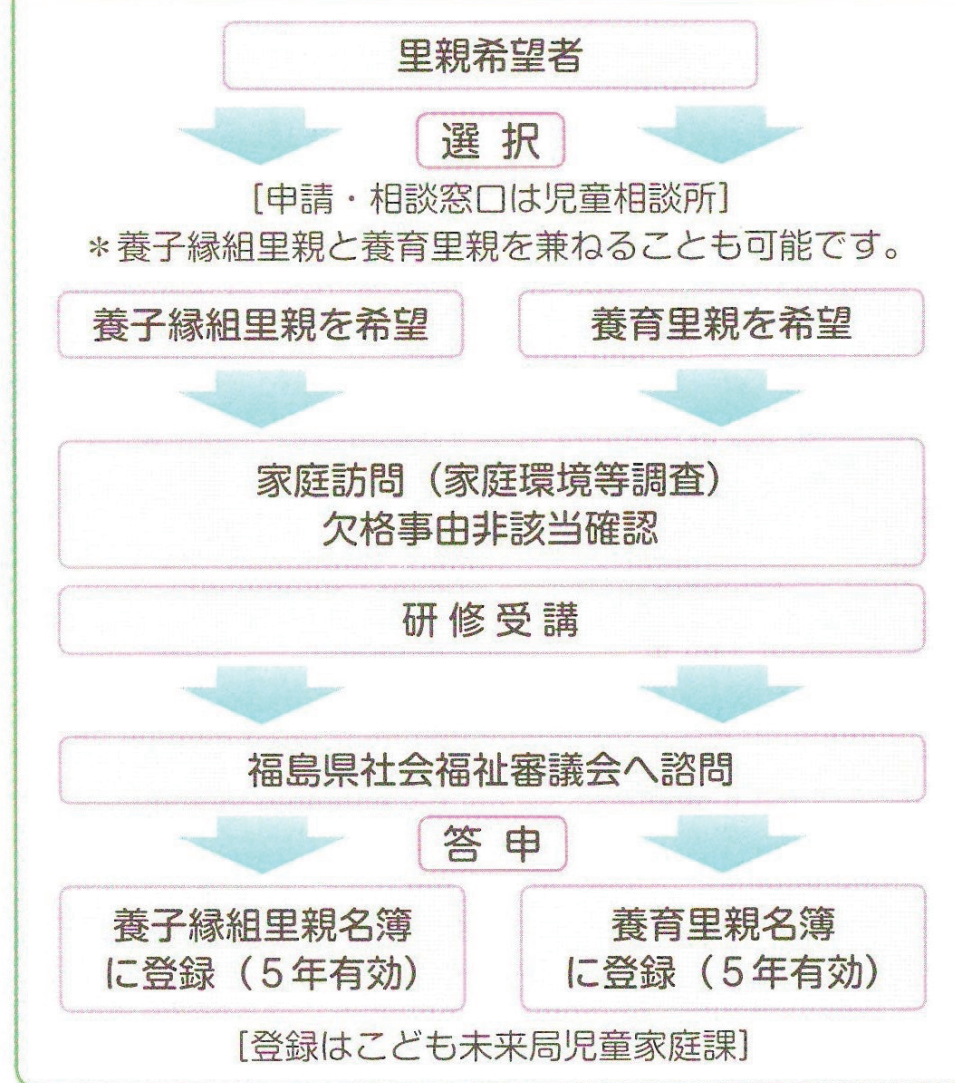 里親希望者
選択
[申請・相談窓口は児童相談所]
＊養子縁組里親と養育里親を兼ねることも可能です。
養子縁組里親を希望
養育里親を希望
家庭訪問（家庭環境等調査）
欠格事由非該当確認
研修受講
福島県社会福祉審議会へ諮問
答申
養子縁組里親名簿
に登録（5年有効）
養育里親名簿
に登録（5年有効）
[登録はこども未来局児童家庭課]